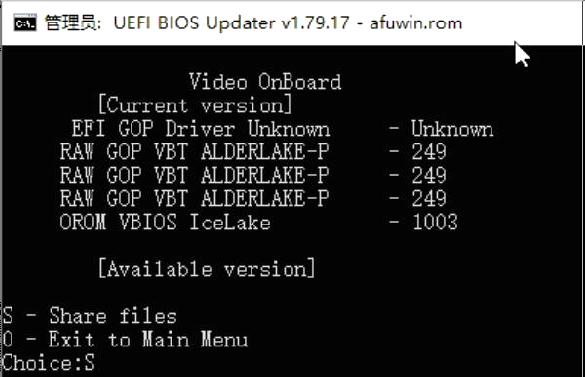 管理员: UEFI BIOS Updater v1.79.17 - afuwin.rom
Video OnBoard
[Current version]
EFI GOP Driver Unknown - Unknown
RAW GOP VBT ALDERLAKE-P - 249
RAW GOP VBT ALDERLAKE-P - 249
RAW GOP VBT ALDERLAKE-P - 249
OROM VBIOS IceLake - 1003
[Available version]
S - Share files
0 - Exit to Main Menu
Choice:S